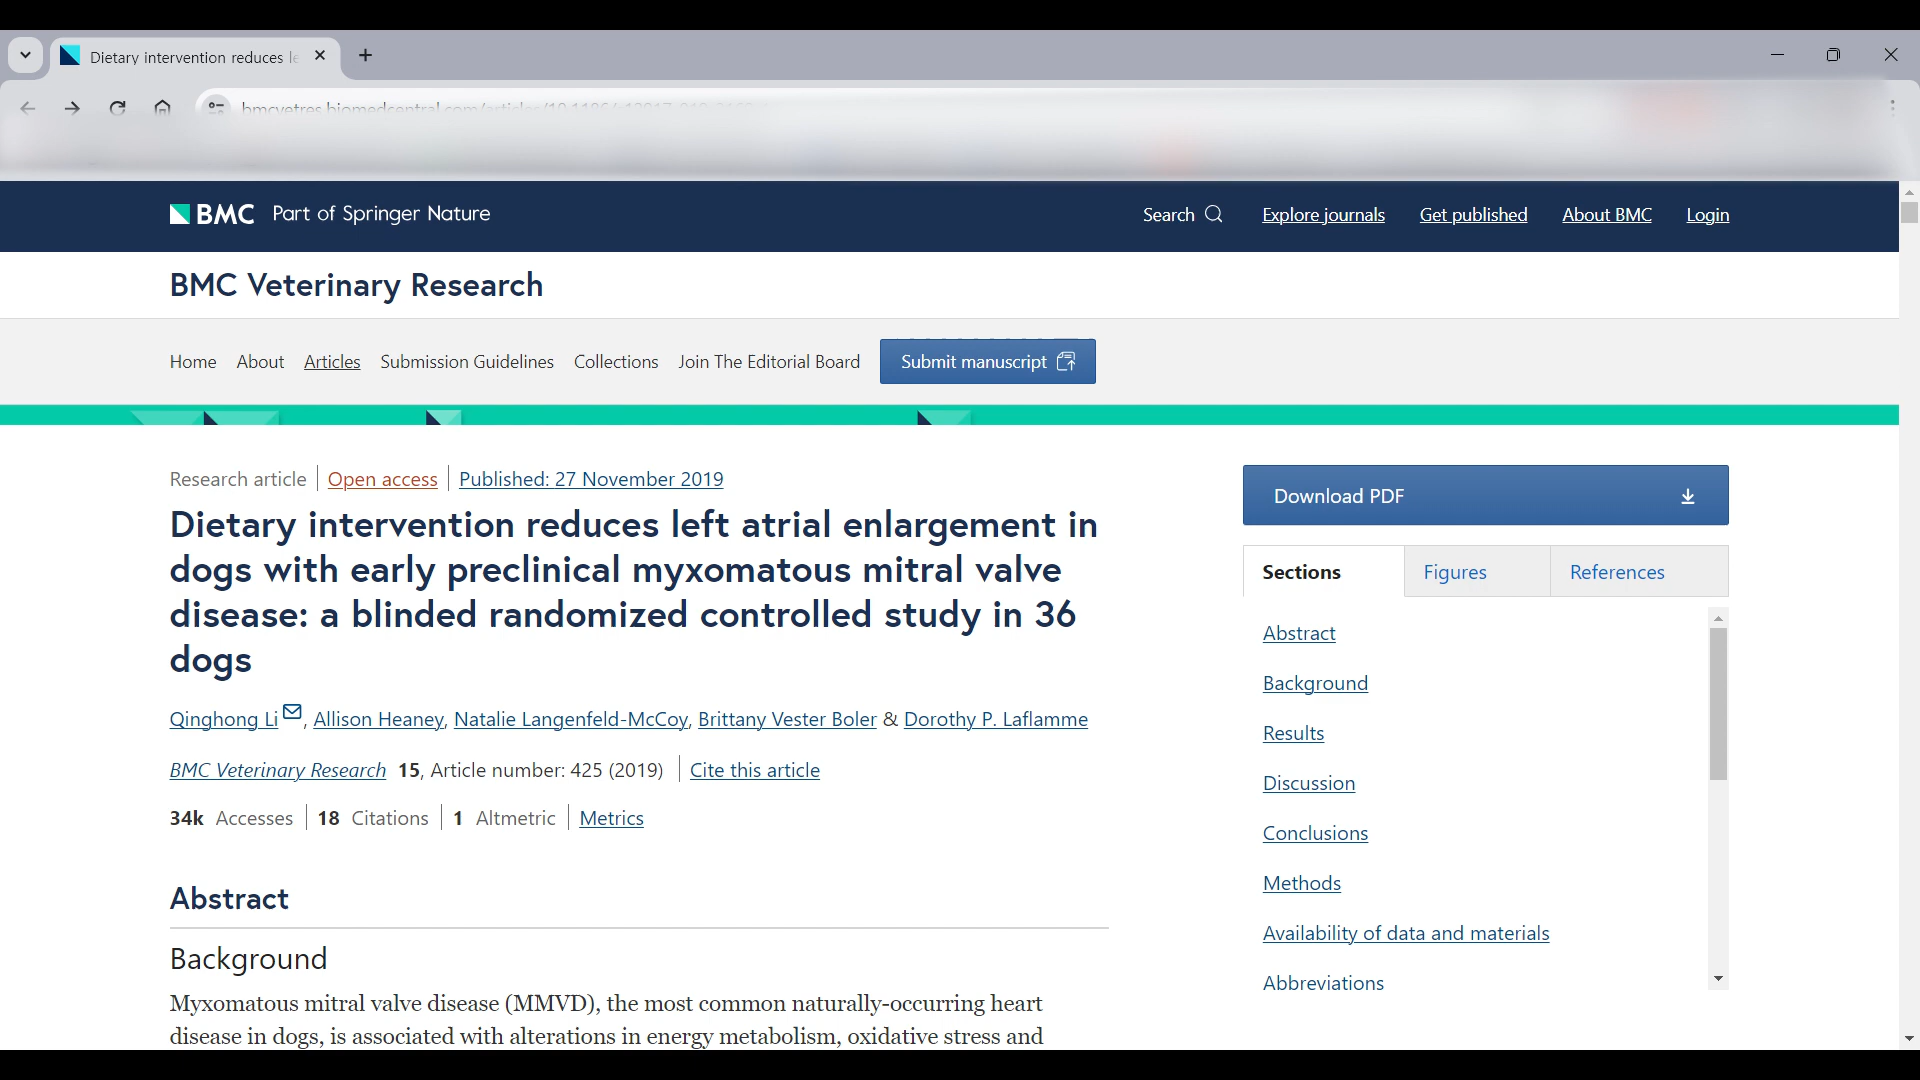 Dietary intervention reduces
BMC Part of Springer Nature
Search Explore journals Get published About BMC Login
BMC Veterinary Research
Home About Articles Submission Guidelines Collections Join The Editorial Board Submit manuscript
Research article Open access Published: 27 November 2019
Dietary intervention reduces left atrial enlargement in
dogs with early preclinical myxomatous mitral valve
disease: a blinded randomized controlled study in 36
dogs
Qinghong Li, Allison Heaney, Natalie Langenfeld-McCoy, Brittany Vester Boler & Dorothy P. Laflamme
BMC Veterinary Research 15, Article number: 425 (2019) Cite this article
34k Accesses 18 Citations 1 Altmetric Metrics
Abstract
Background
Myxomatous mitral valve disease (MMVD), the most common naturally-occurring heart
disease in dogs, is associated with alterations in energy metabolism, oxidative stress and
Download PDF
Sections Figures References
Abstract
Background
Results
Discussion
Conclusions
Methods
Availability of data and materials
Abbreviations